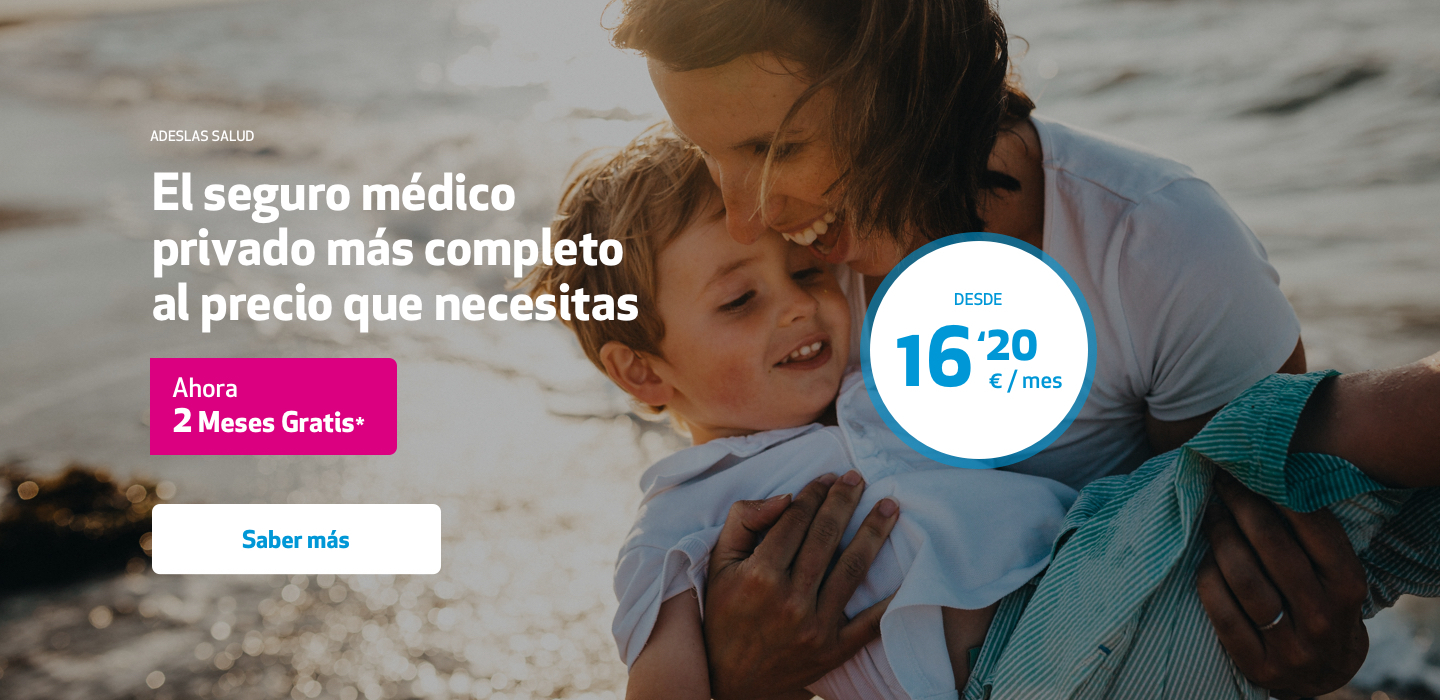 ADESLAS SALUD
El seguro médico
privado más completo
al precio que necesitas
Ahora
2 Meses Gratis*
Saber más
DESDE
16‘20
€ / mes